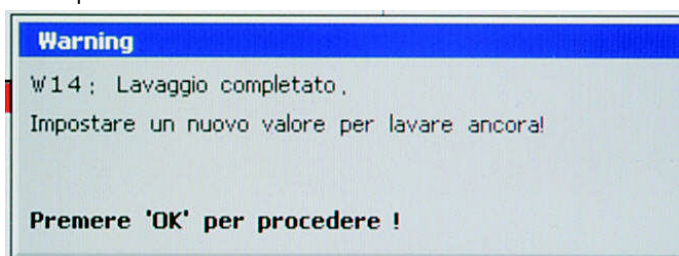 Warning
W14: Lavaggio completato,
Impostare un nuovo valore per lavare ancora!
Premere 'OK' per procedere !